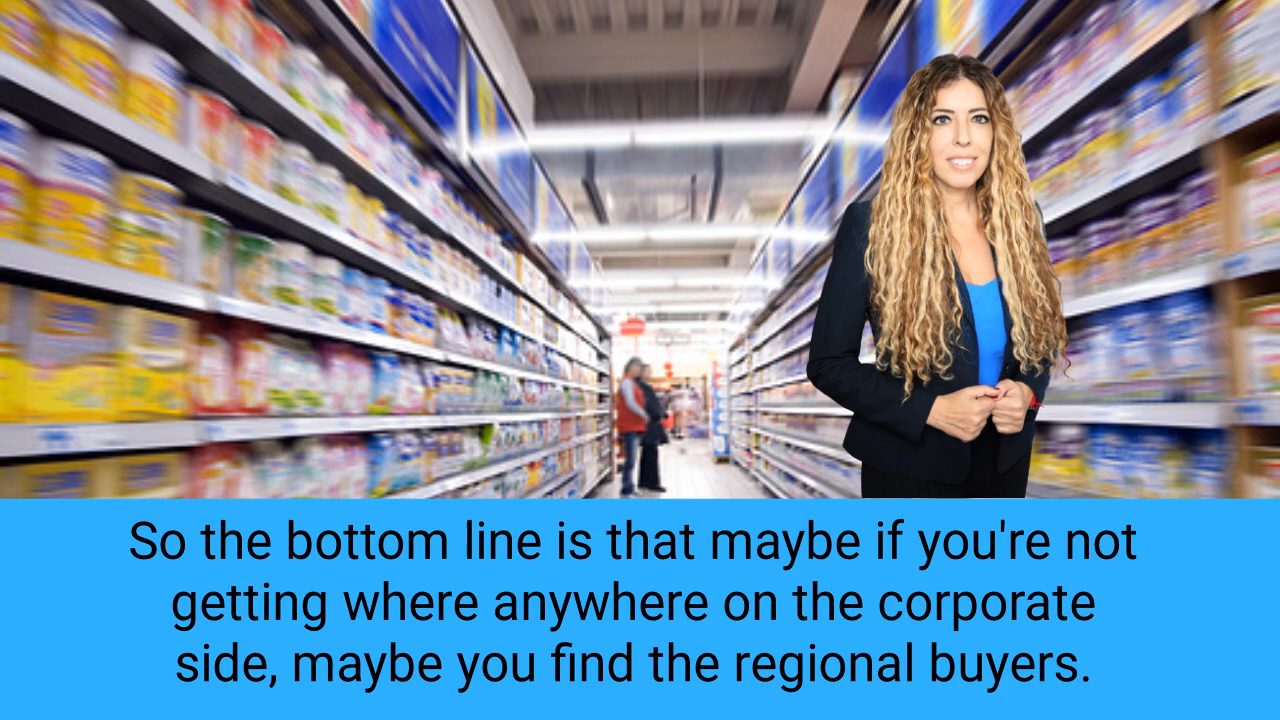 So the bottom line is that maybe if you're not
getting where anywhere on the corporate
side, maybe you find the regional buyers.